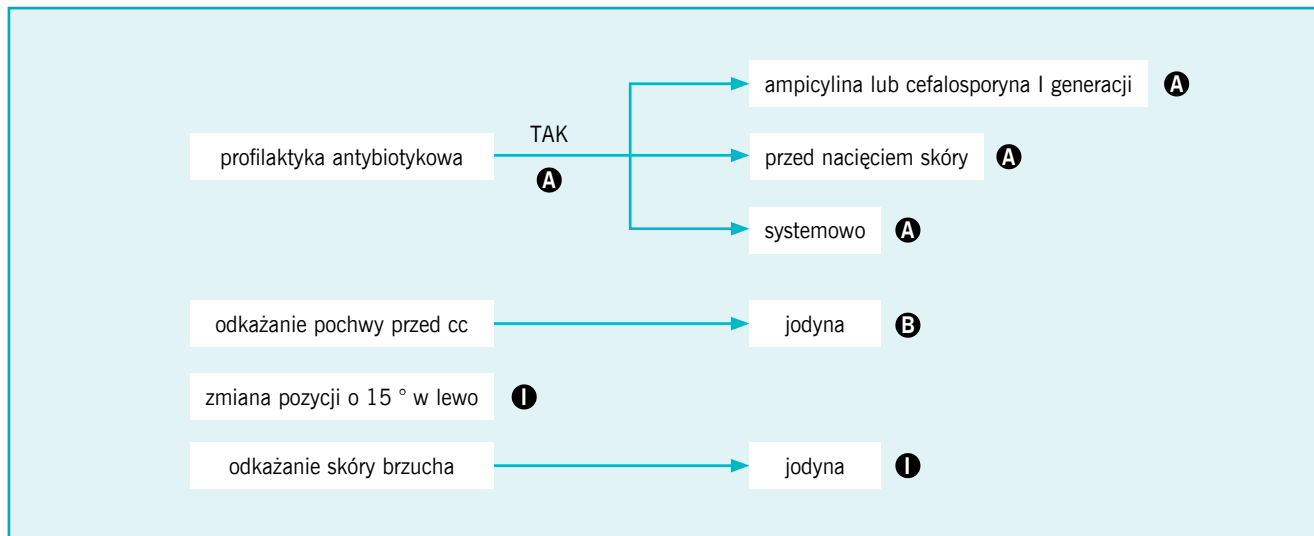 ampicylina lub cefalosporyna I generacji A
TAK
profilaktyka antybiotykowa
przed nacięciem skóry A
A
systemowo A
odkażanie pochwy przed cc
jodyna B
zmiana pozycji o 15 ° w lewo I
odkażanie skóry brzucha
jodyna I